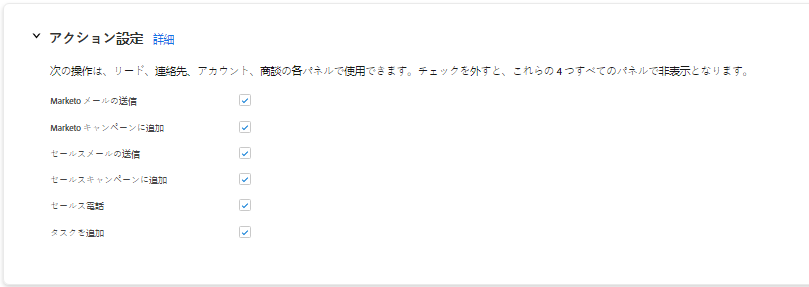 アクション設定 詳細
次の操作は、リード、連絡先、アカウント、商談の各パネルで使用できます。チェックを外すと、これらの 4 つすべてのパネルで非表示となります。
Marketo メールの送信
Marketo キャンペーンに追加
セールスメールの送信
セールスキャンペーンに追加
セールス電話
タスクを追加